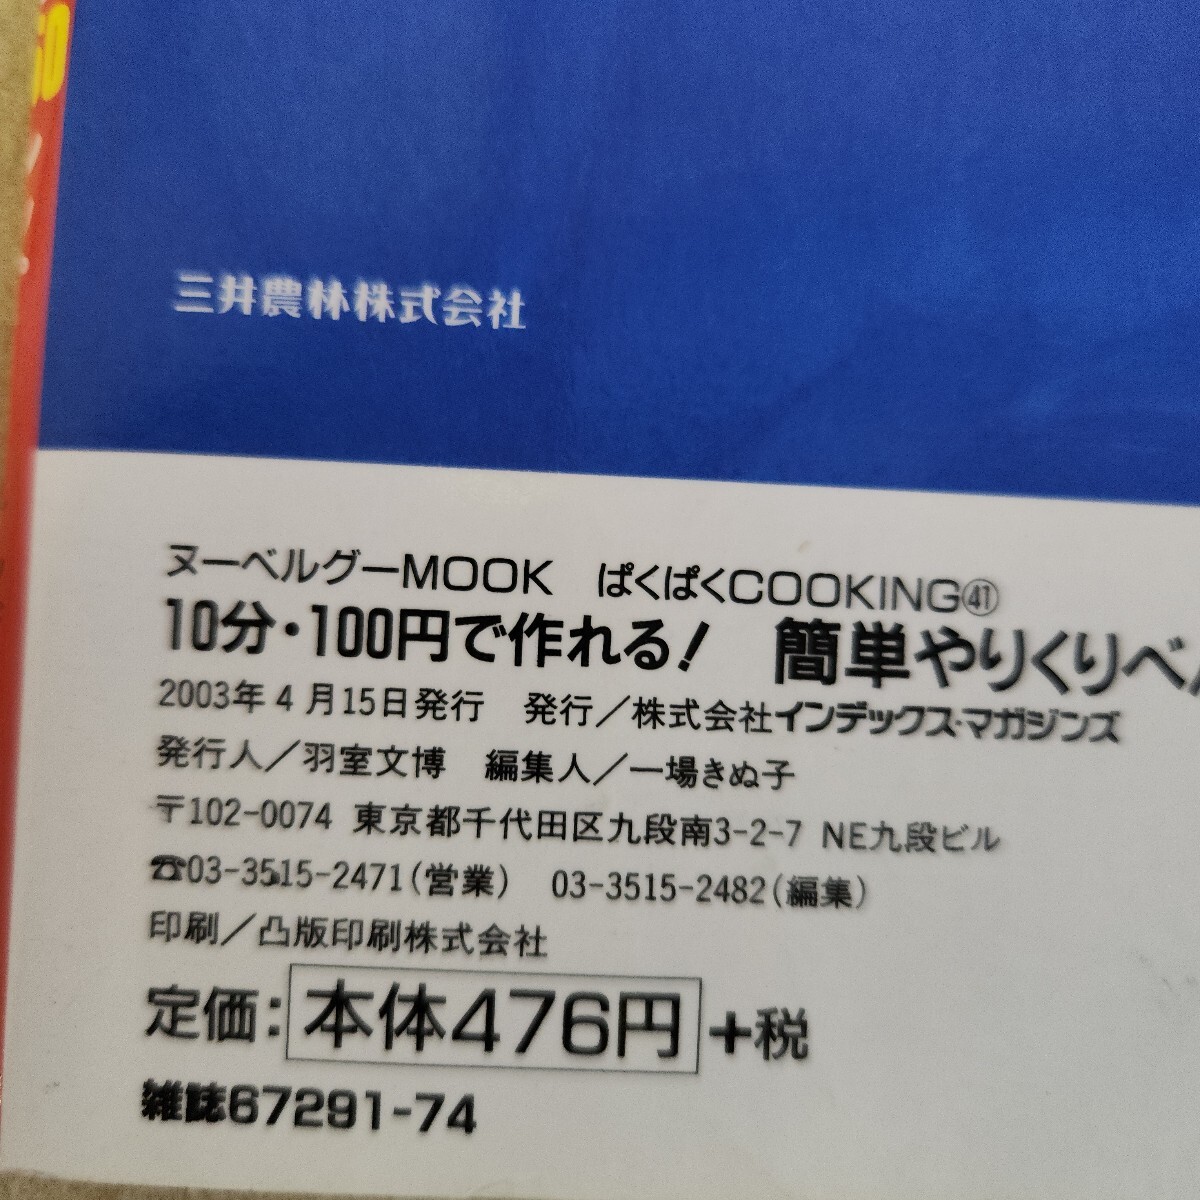 50
三井農林株式会社
ヌーベルグーMOOK ぱくぱくCOOKING㊶
10分・100円で作れる! 簡単やりくりベ
2003年4月15日発行 発行/株式会社インデックス・マガジンズ
発行人/羽室文博 編集人/一場きぬ子
〒102-0074 東京都千代田区九段南3-2-7 NE九段ビル
☎03-3515-2471(営業) 03-3515-2482(編集)
印刷/凸版印刷株式会社
定価:本体476円+税
雑誌67291-74